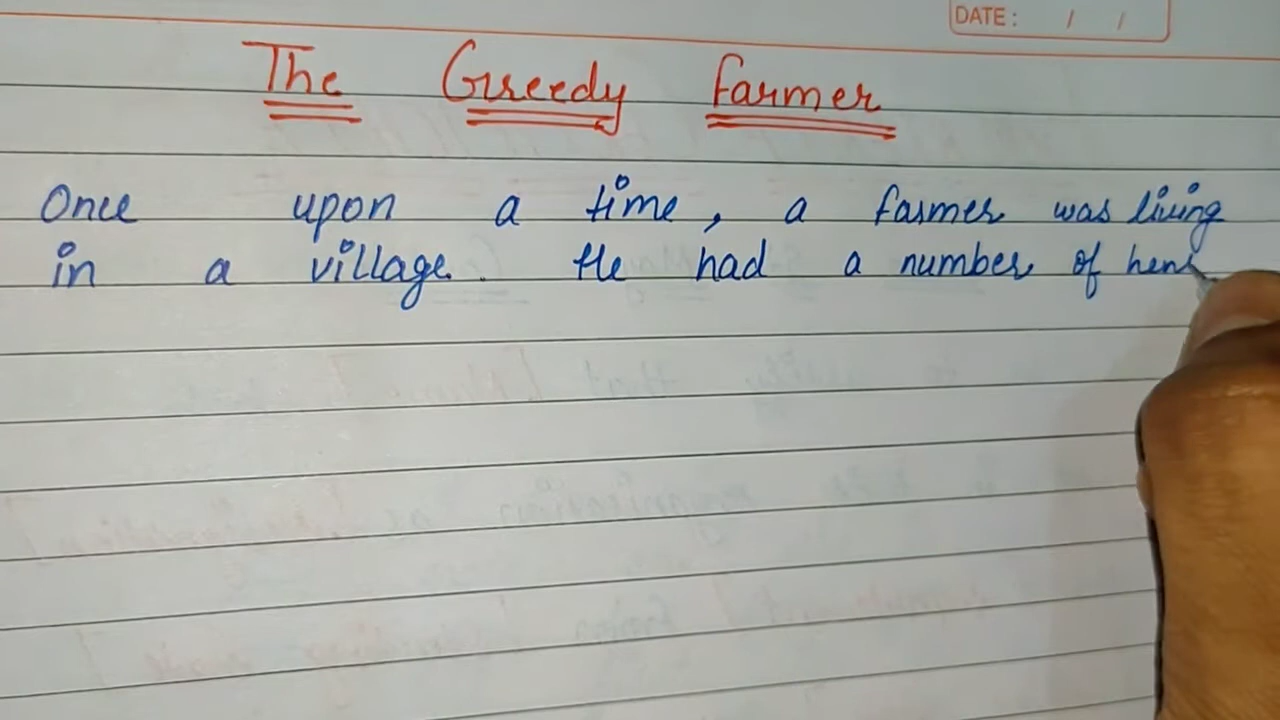 DATE: / /
The Greedy Farmer
Once upon a time, a farmer was living
in a village. He had a number of hens